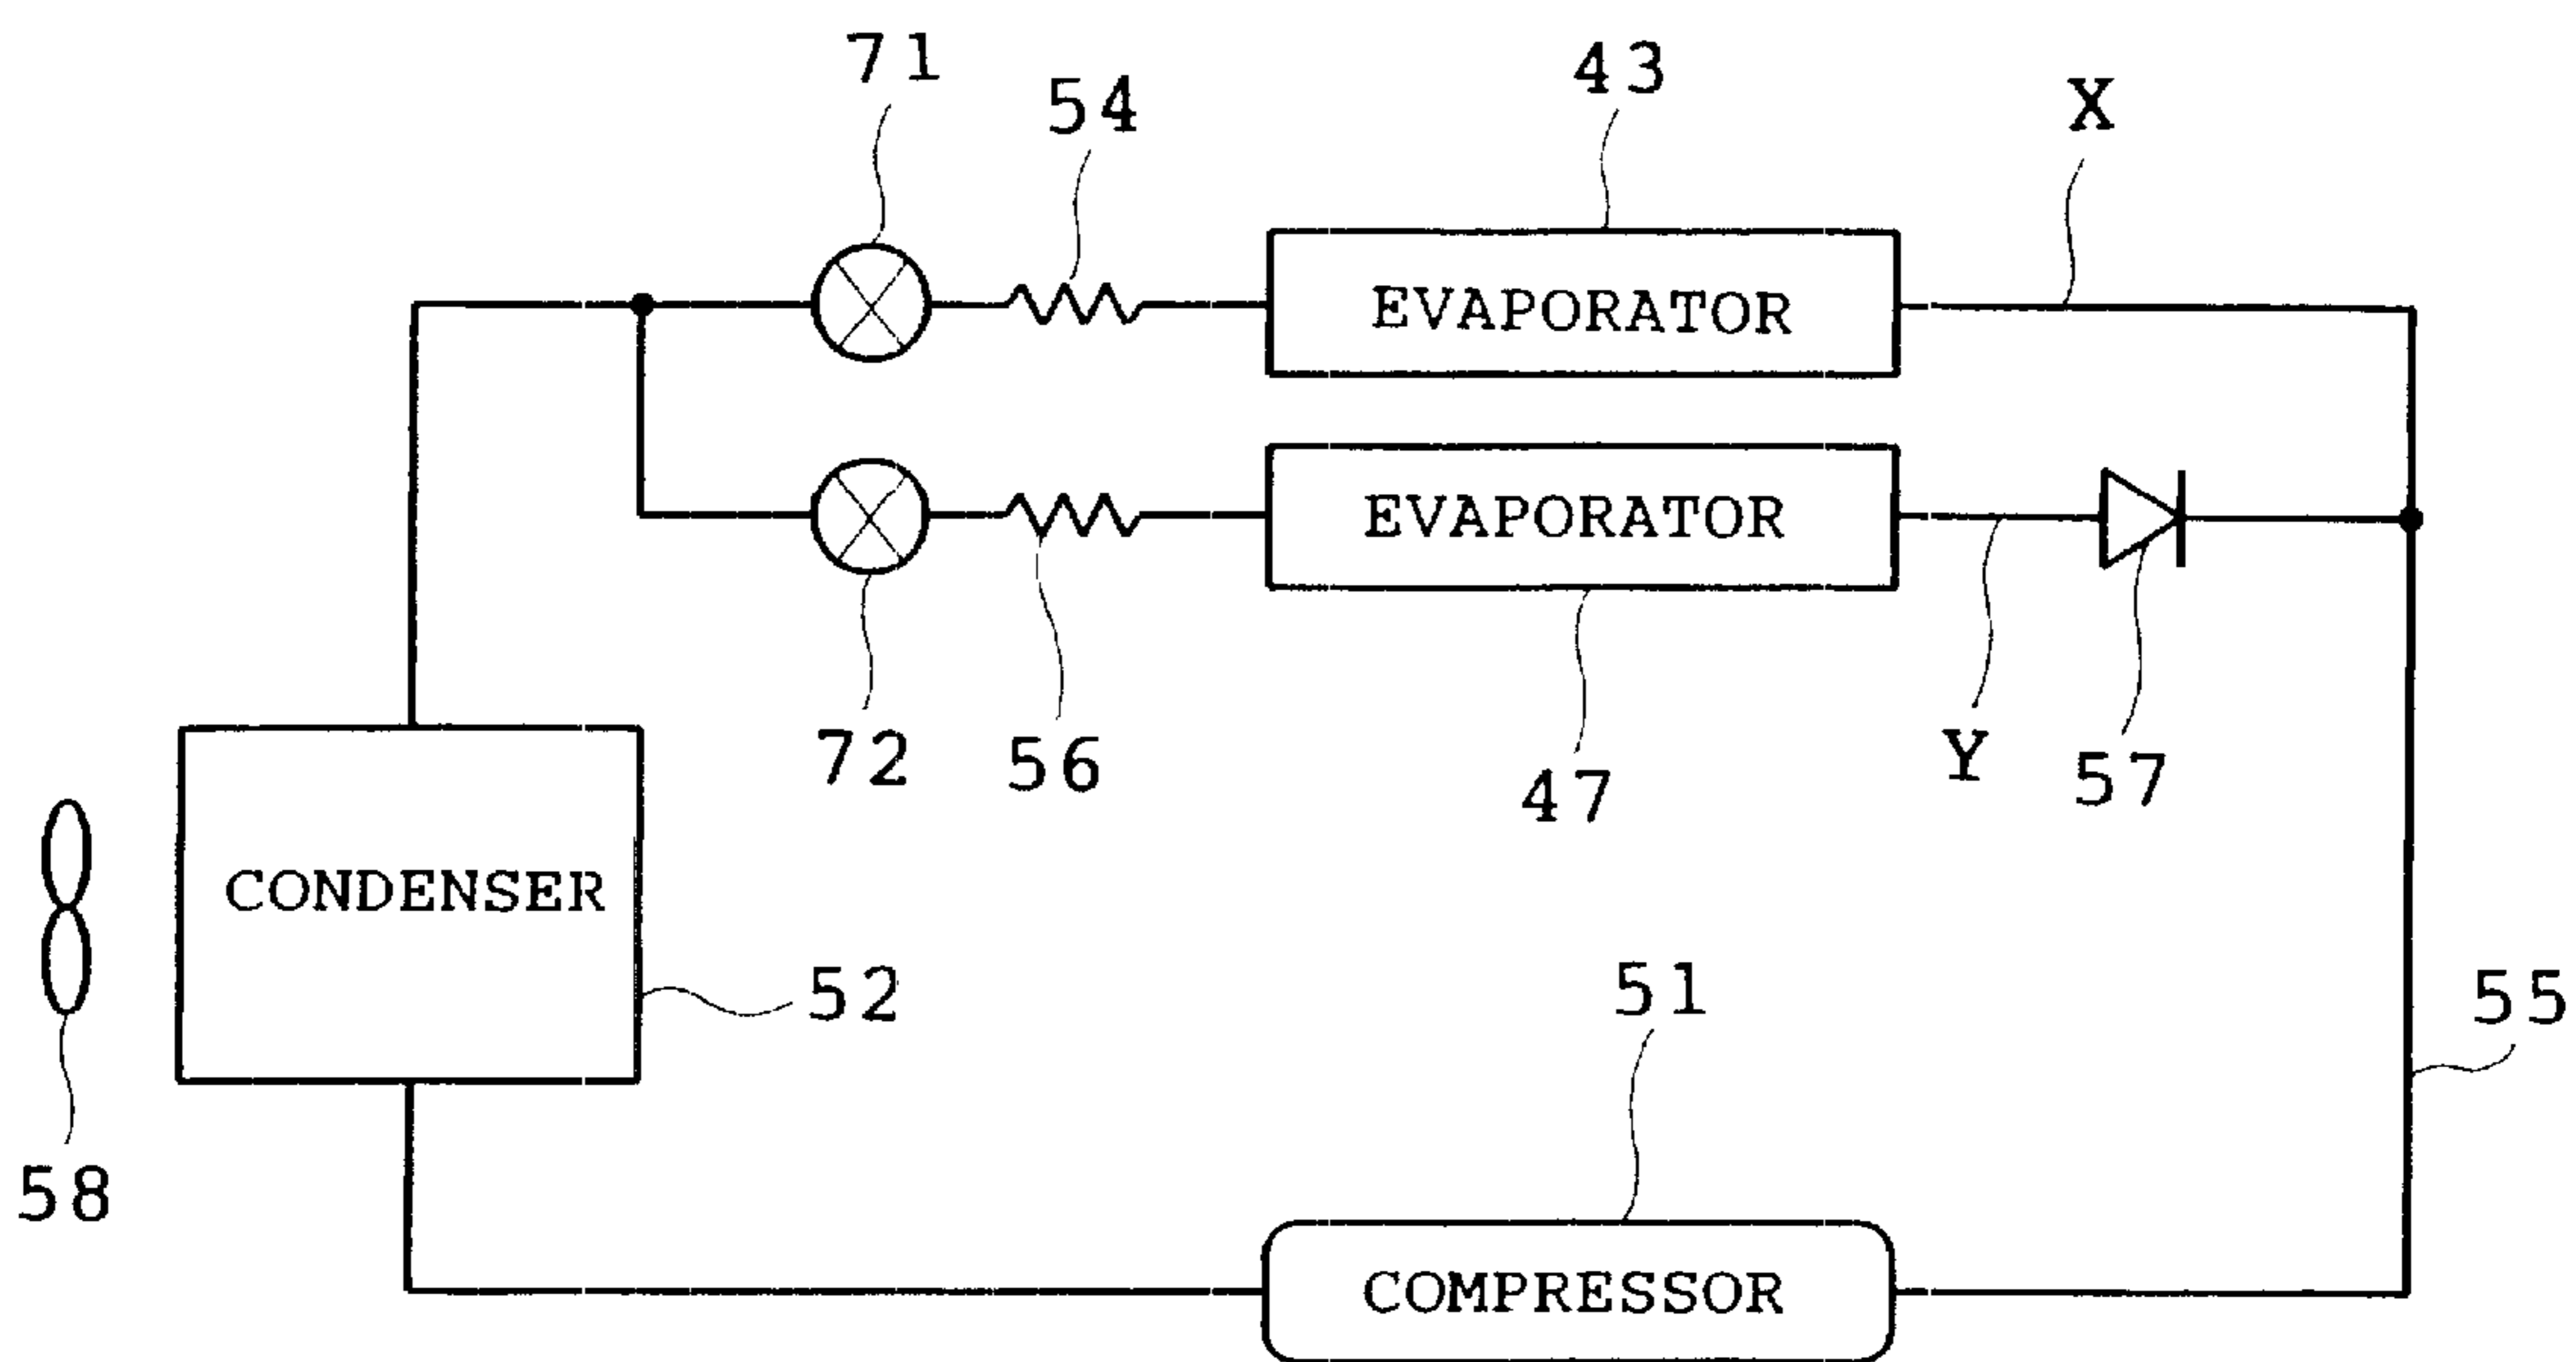 71
54
43
X
EVAPORATOR
EVAPORATOR
72
56
47
Y
57
CONDENSER
52
51
55
58
COMPRESSOR